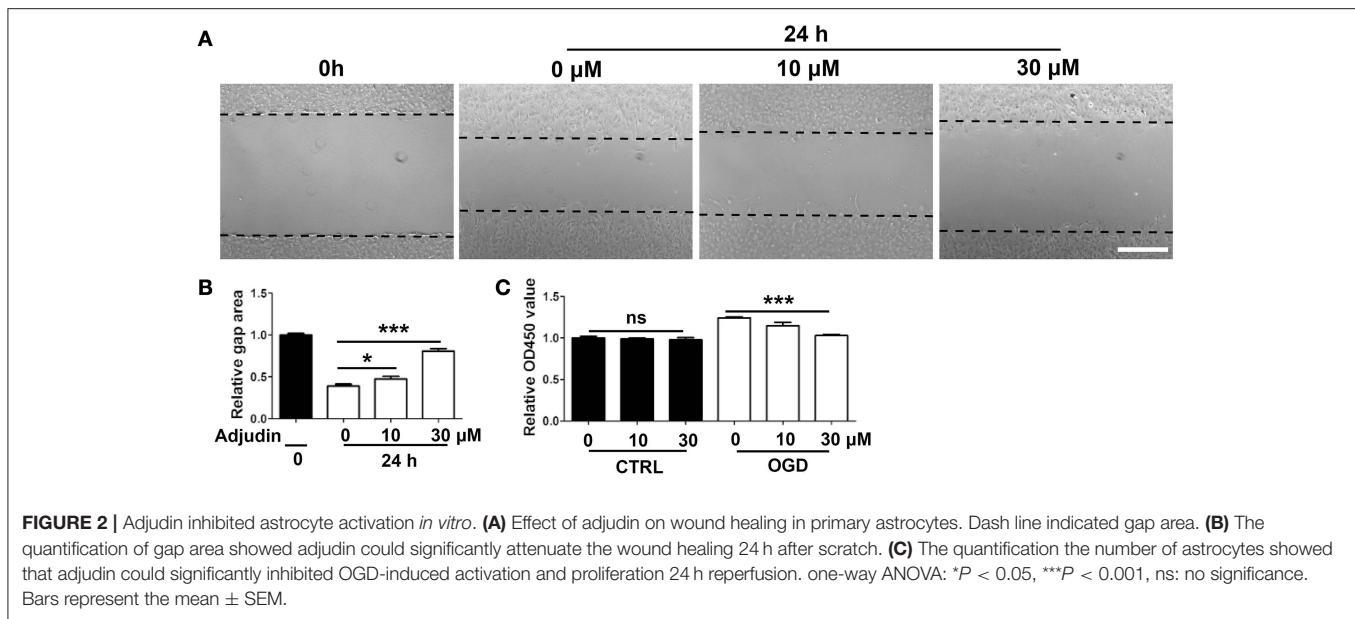 A
24 h
0h
0 µM
10 µM
30 µM
B
Relative gap area
1.5
1.0
0.5
0.0
***
*
Adjudin
0
10
30 µM
0
24 h
C
Relative OD450 value
1.5
1.0
0.5
0.0
ns
***
0
10
30
0
10
30 µM
CTRL
OGD
FIGURE 2 | Adjudin inhibited astrocyte activation in vitro. (A) Effect of adjudin on wound healing in primary astrocytes. Dash line indicated gap area. (B) The
quantification of gap area showed adjudin could significantly attenuate the wound healing 24 h after scratch. (C) The quantification the number of astrocytes showed
that adjudin could significantly inhibited OGD-induced activation and proliferation 24 h reperfusion. one-way ANOVA: *P < 0.05, ***P < 0.001, ns: no significance.
Bars represent the mean ± SEM.